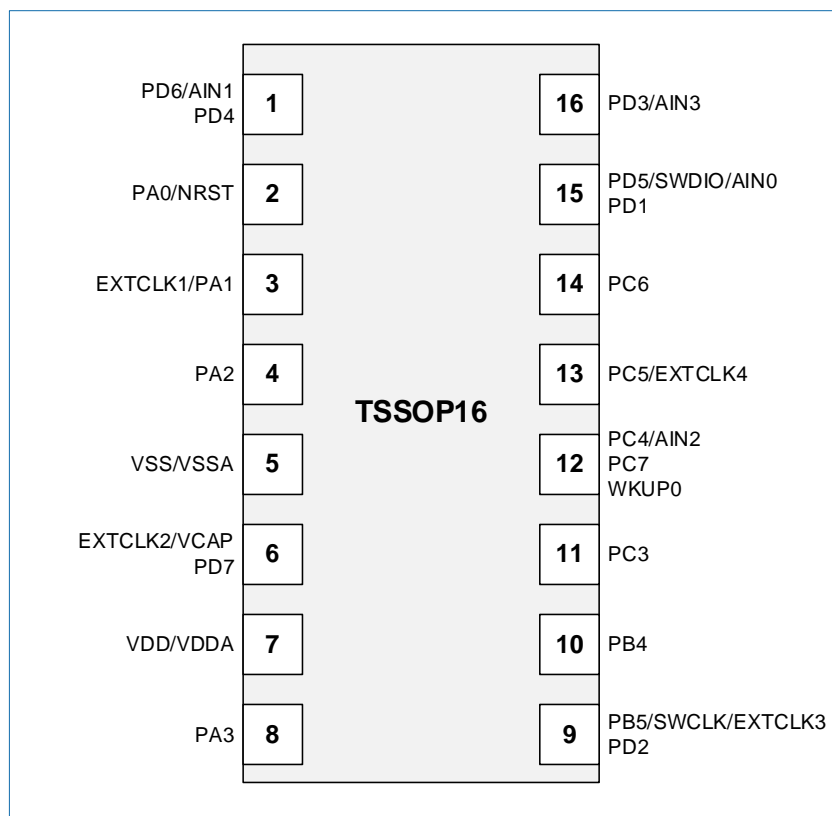 PD6/AIN1
PD4
1
16
PD3/AIN3
PA0/NRST
2
15
PD5/SWDIO/AIN0
PD1
EXTCLK1/PA1
3
14
PC6
PA2
4
13
PC5/EXTCLK4
TSSOP16
VSS/VSSA
5
12
PC4/AIN2
PC7
WKUP0
EXTCLK2/VCAP
PD7
6
11
PC3
VDD/VDDA
7
10
PB4
PA3
8
9
PB5/SWCLK/EXTCLK3
PD2